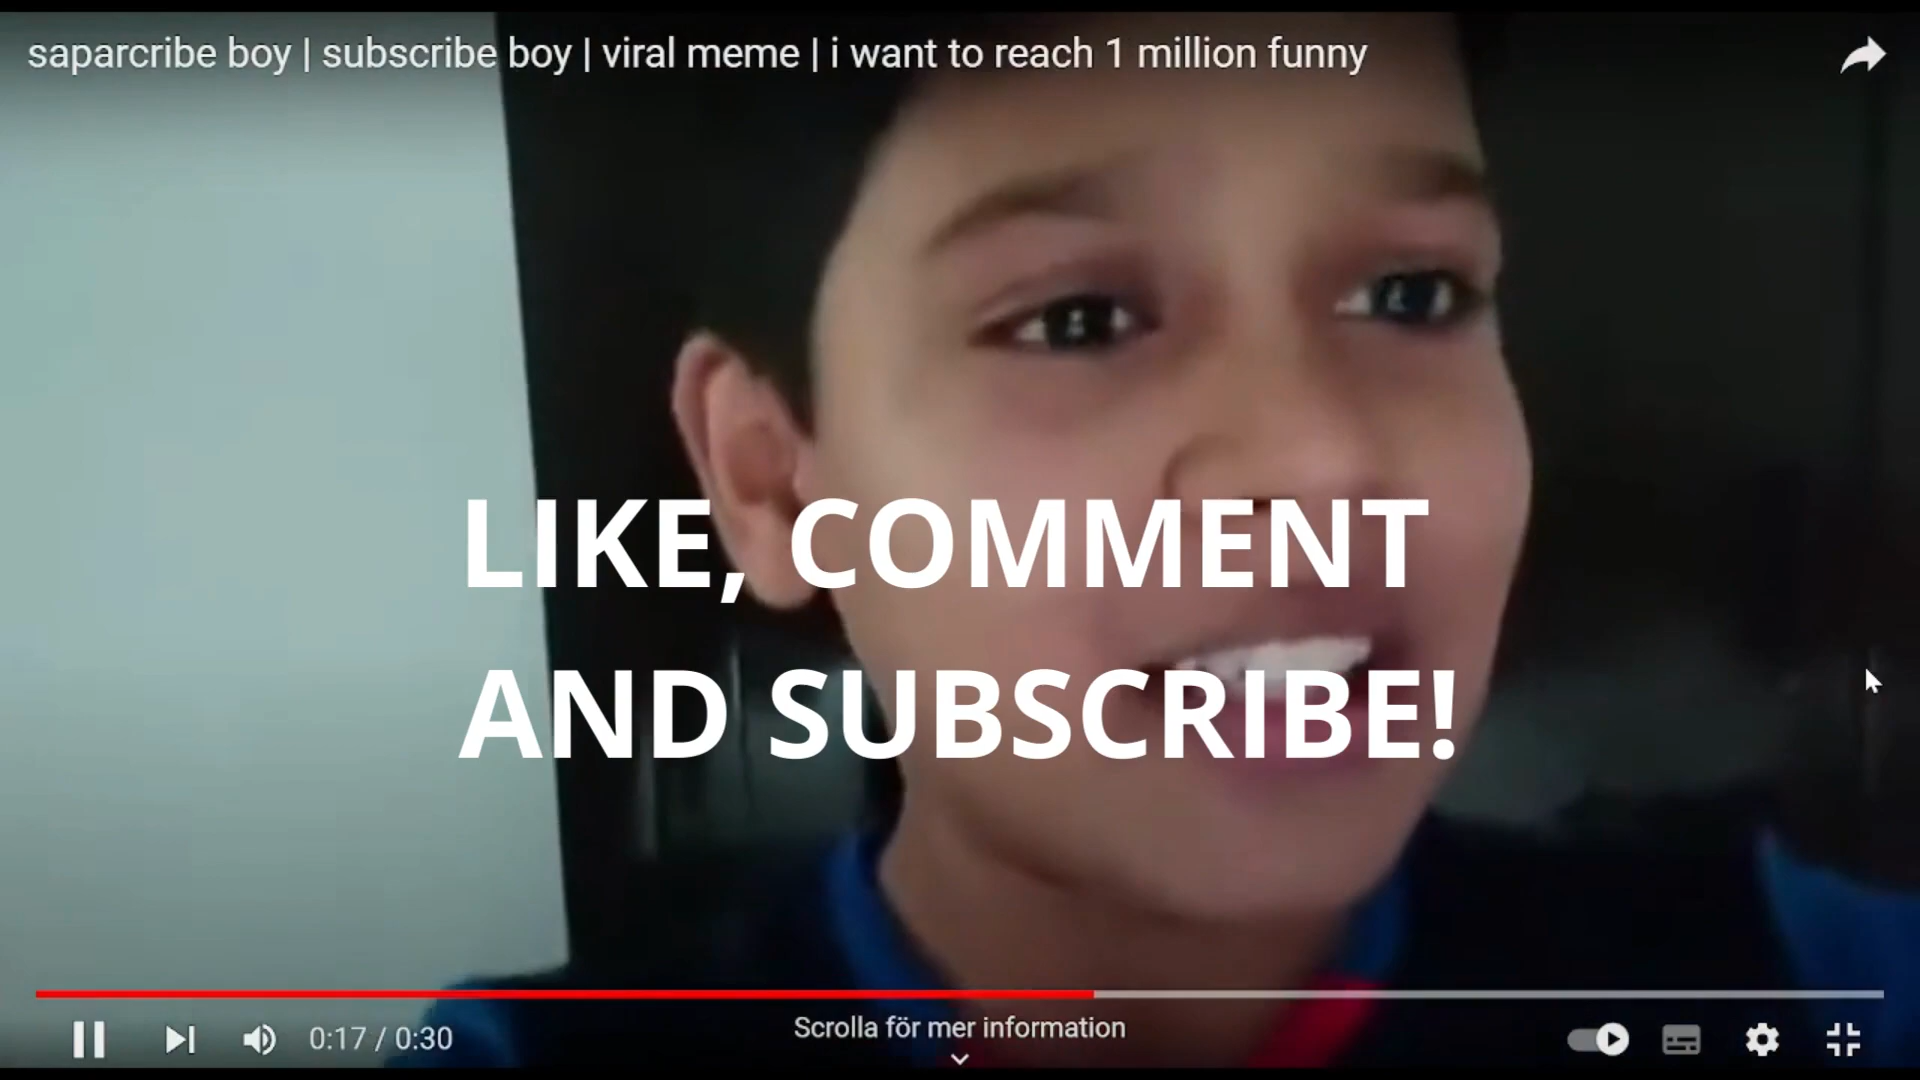 saparcribe boy | subscribe boy | viral meme | i want to reach 1 million funny
LIKE, COMMENT
AND SUBSCRIBE!
Scrolla för mer information
0:17 / 0:30